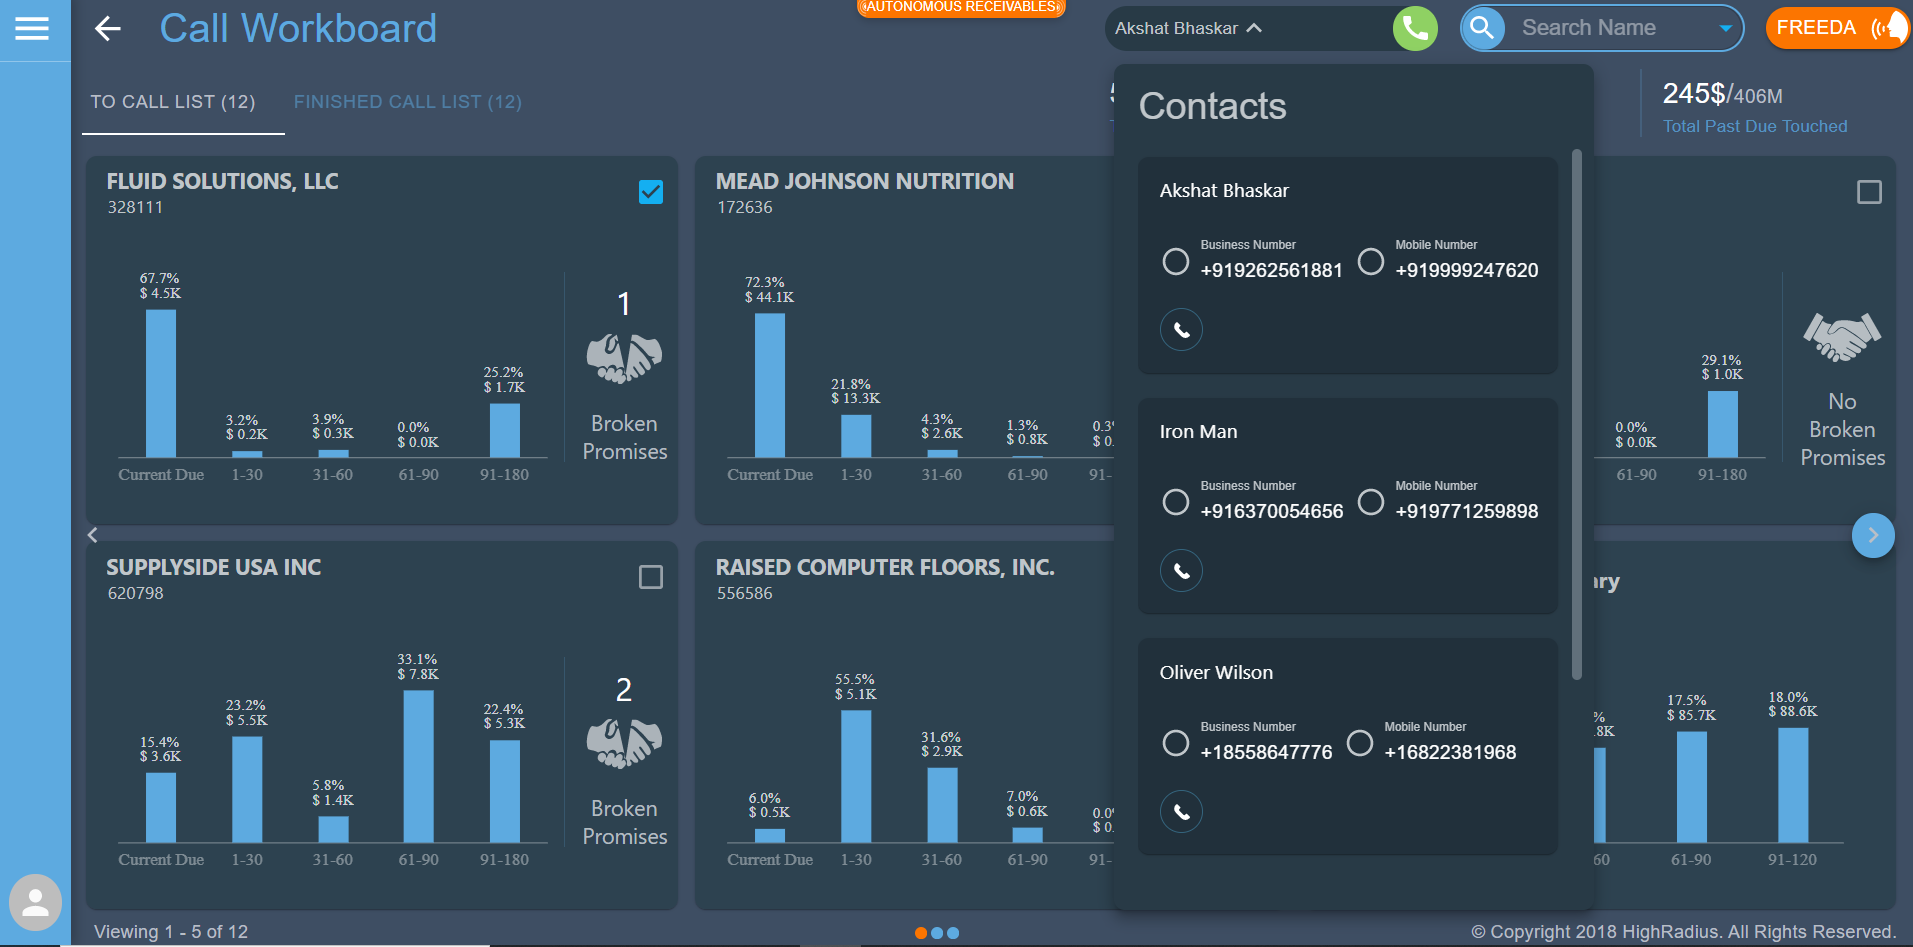 AUTONOMOUS RECEIVABLES
Call Workboard
Akshat Bhaskar
Search Name
FREEDA
TO CALL LIST (12)
FINISHED CALL LIST (12)
245$/406M
Total Past Due Touched
Contacts
Akshat Bhaskar
Business Number
+919262561881
Mobile Number
+919999247620
Iron Man
Business Number
+916370054656
Mobile Number
+919771259898
Oliver Wilson
Business Number
+18558647776
Mobile Number
+16822381968
FLUID SOLUTIONS, LLC
328111
67.7%
$ 4.5K
3.2%
$ 0.2K
3.9%
$ 0.3K
0.0%
$ 0.0K
25.2%
$ 1.7K
Current Due 1-30 31-60 61-90 91-180
1
Broken
Promises
MEAD JOHNSON NUTRITION
172636
72.3%
$ 44.1K
21.8%
$ 13.3K
4.3%
$ 2.6K
1.3%
$ 0.8K
0.3
$ 0.
Current Due 1-30 31-60 61-90 91-
0.0%
$ 0.0K
29.1%
$ 1.0K
61-90 91-180
No
Broken
Promises
SUPPLYSIDE USA INC
620798
15.4%
$ 3.6K
23.2%
$ 5.5K
5.8%
$ 1.4K
33.1%
$ 7.8K
22.4%
$ 5.3K
Current Due 1-30 31-60 61-90 91-180
2
Broken
Promises
RAISED COMPUTER FLOORS, INC.
556586
6.0%
$ 0.5K
55.5%
$ 5.1K
31.6%
$ 2.9K
7.0%
$ 0.6K
0.0
$ 0.
Current Due 1-30 31-60 61-90 91-
ry
%
8K
17.5%
$ 85.7K
18.0%
$ 88.6K
60 61-90 91-120
Viewing 1 - 5 of 12
© Copyright 2018 HighRadius. All Rights Reserved.